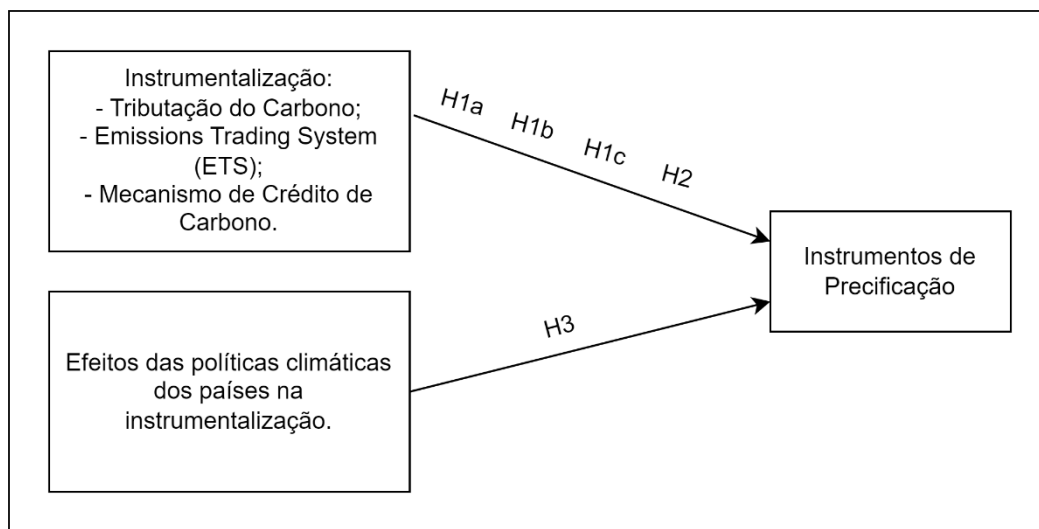 Instrumentalização:
- Tributação do Carbono;
- Emissions Trading System
(ETS);
- Mecanismo de Crédito de
Carbono.
H1a
H1b
H1c
H2
Instrumentos de
Precificação
H3
Efeitos das políticas climáticas
dos países na
instrumentalização.